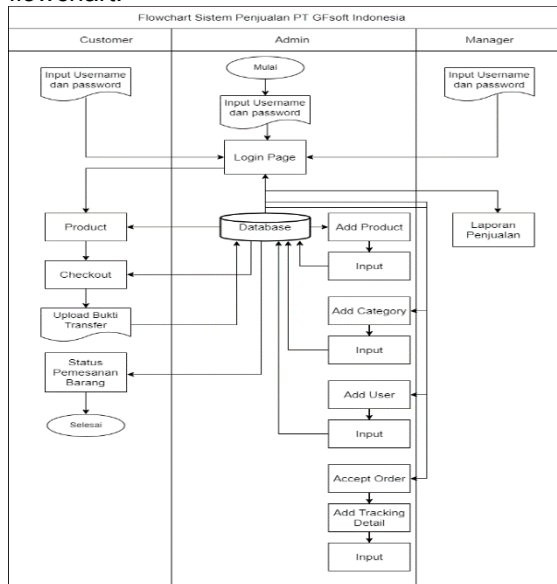 flowchart.
Flowchart Sistem Penjualan PT GFsoft Indonesia
Customer
Admin
Manager
Input Username
dan password
Mulai
Input Username
dan password
Input Username
dan password
Login Page
Product
Database
Add Product
Laporan
Penjualan
Checkout
Input
Upload Bukti
Transfer
Add Category
Status
Pemesanan
Barang
Input
Add User
Selesai
Input
Accept Order
Add Tracking
Detail
Input